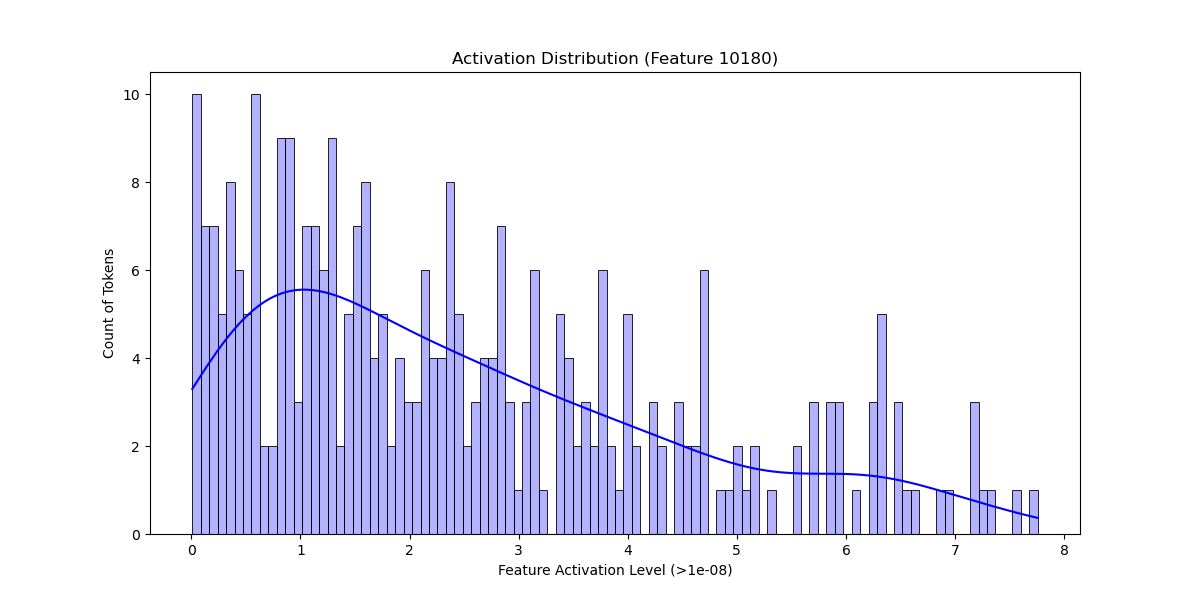 Activation Distribution (Feature 10180)
10
8
6
4
2
0
Count of Tokens
0 1 2 3 4 5 6 7 8
Feature Activation Level (>1e-08)